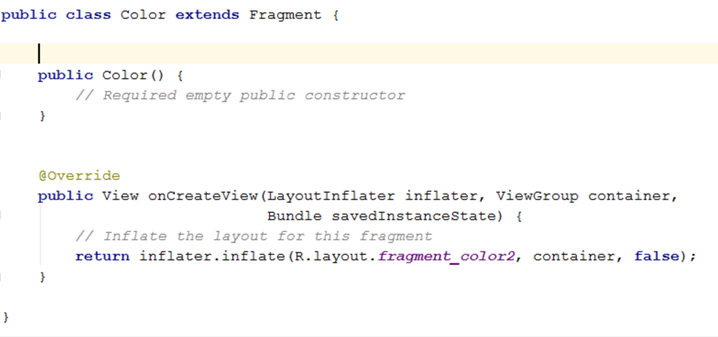 public class Color extends Fragment {
public Color() {
// Required empty public constructor
}
@Override
public View onCreateView(LayoutInflater inflater, ViewGroup container,
Bundle savedInstanceState) {
// Inflate the layout for this fragment
return inflater.inflate(R.layout.fragment_color2, container, false);
}
}